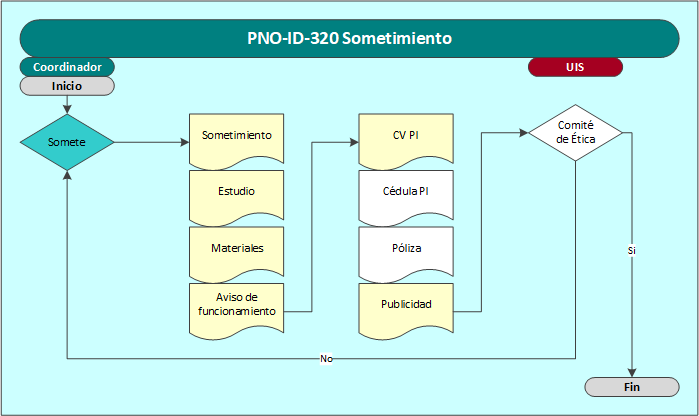 PNO-ID-320 Sometimiento
Coordinador
UIS
Inicio
Somete
Sometimiento
Estudio
Materiales
Aviso de
funcionamiento
CV PI
Cédula PI
Póliza
Publicidad
Comité
de Ética
Si
No
Fin